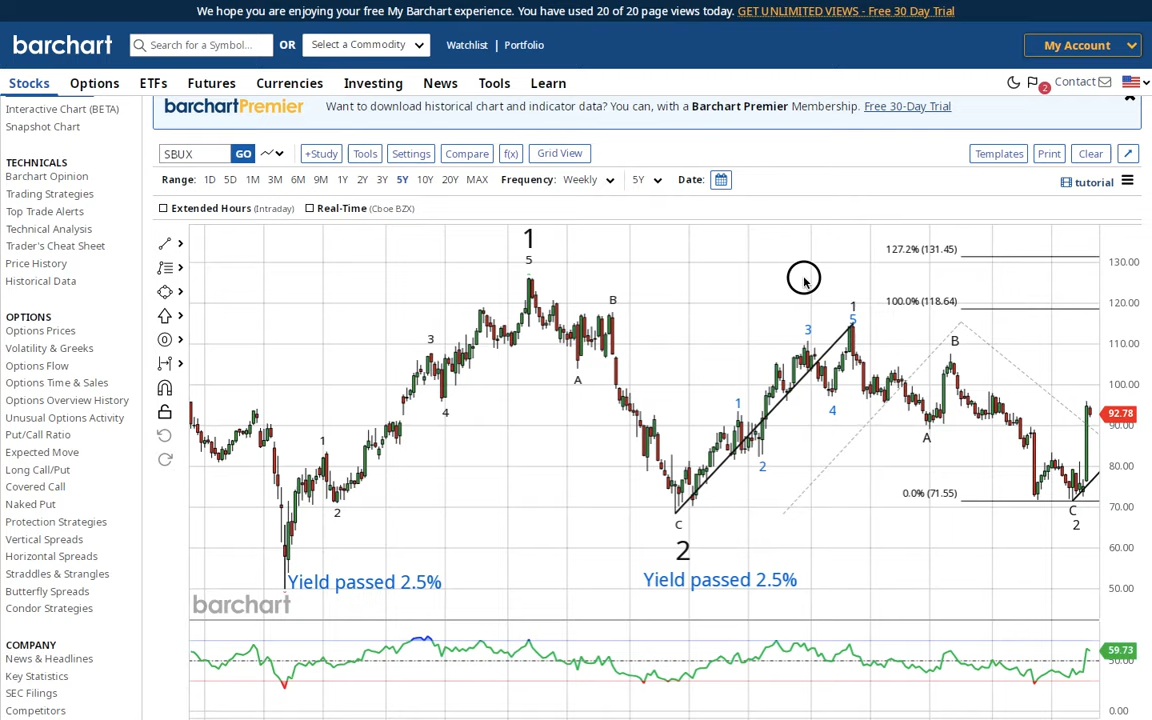 We hope you are enjoying your free My Barchart experience. You have used 20 of 20 page views today. GET UNLIMITED VIEWS - Free 30 Day Trial
barchart
Search for a Symbol...
OR
Select a Commodity
Watchlist | Portfolio
My Account
Stocks Options ETFs Futures Currencies Investing News Tools Learn
2
Contact
Interactive Chart (BETA)
Snapshot Chart
TECHNICALS
Barchart Opinion
Trading Strategies
Top Trade Alerts
Technical Analysis
Trader's Cheat Sheet
Price History
Historical Data
OPTIONS
Options Prices
Volatility & Greeks
Options Flow
Options Time & Sales
Options Overview History
Unusual Options Activity
Put/Call Ratio
Expected Move
Long Call/Put
Covered Call
Naked Put
Protection Strategies
Vertical Spreads
Horizontal Spreads
Straddles & Strangles
Butterfly Spreads
Condor Strategies
COMPANY
News & Headlines
Key Statistics
SEC Filings
Competitors
barchartPremier
Want to download historical chart and indicator data? You can, with a Barchart Premier Membership. Free 30-Day Trial
SBUX
GO
+Study
Tools
Settings
Compare
f(x)
Grid View
Templates
Print
Clear
Range: 1D 5D 1M 3M 6M 9M 1Y 2Y 3Y 5Y 10Y 20Y MAX Frequency: Weekly 5Y Date:
tutorial
Extended Hours (Intraday) Real-Time (Cboe BZX)
1
5
B
3
A
4
1
2
Yield passed 2.5%
C
2
Yield passed 2.5%
1
2
3
4
1
5
A
B
C
2
127.2% (131.45)
100.0% (118.64)
0.0% (71.55)
130.00
120.00
110.00
100.00
92.78
90.00
80.00
70.00
60.00
50.00
barchart
59.73
50.00
0.00